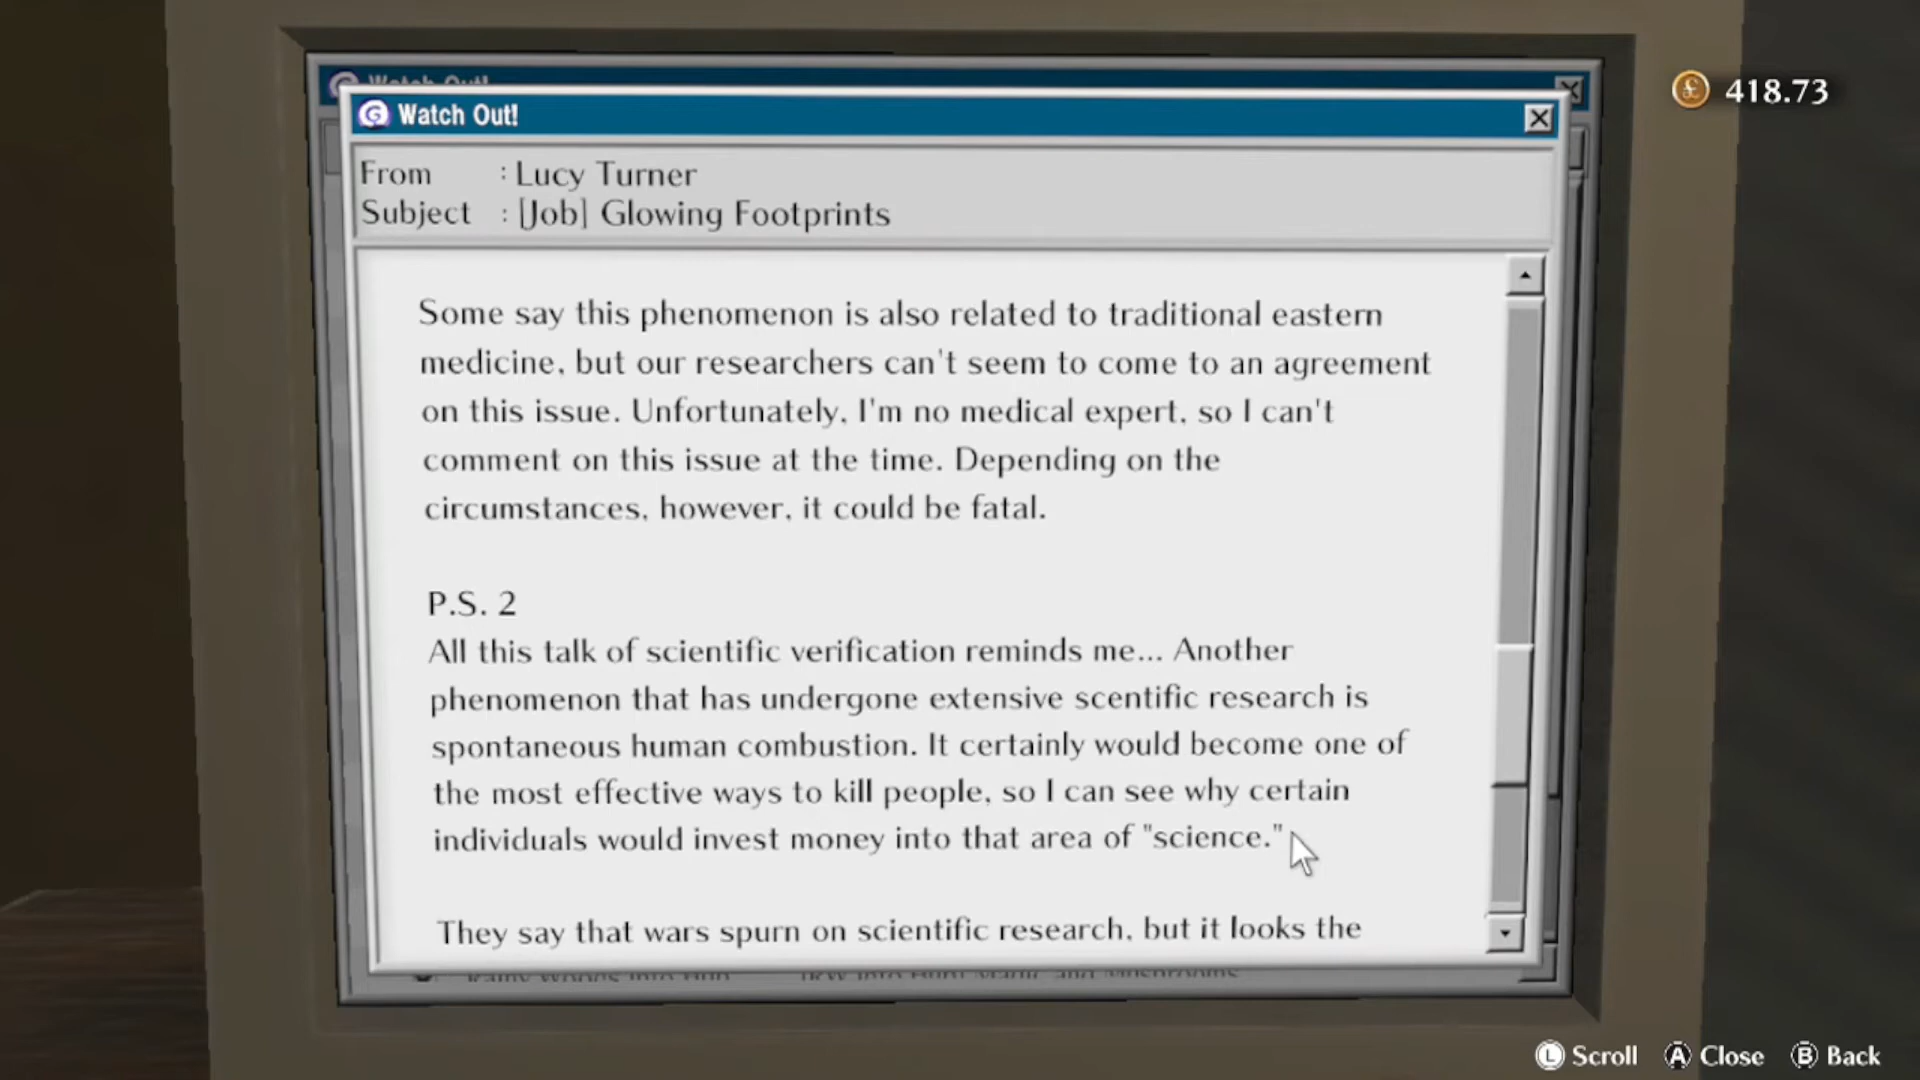 Watch Out!
£ 418.73
Watch Out!
From : Lucy Turner
Subject : [Job] Glowing Footprints
Some say this phenomenon is also related to traditional eastern
medicine, but our researchers can't seem to come to an agreement
on this issue. Unfortunately, I'm no medical expert, so I can't
comment on this issue at the time. Depending on the
circumstances, however, it could be fatal.
P.S. 2
All this talk of scientific verification reminds me... Another
phenomenon that has undergone extensive scentific research is
spontaneous human combustion. It certainly would become one of
the most effective ways to kill people, so I can see why certain
individuals would invest money into that area of "science."
They say that wars spurn on scientific research, but it looks the
L Scroll A Close B Back